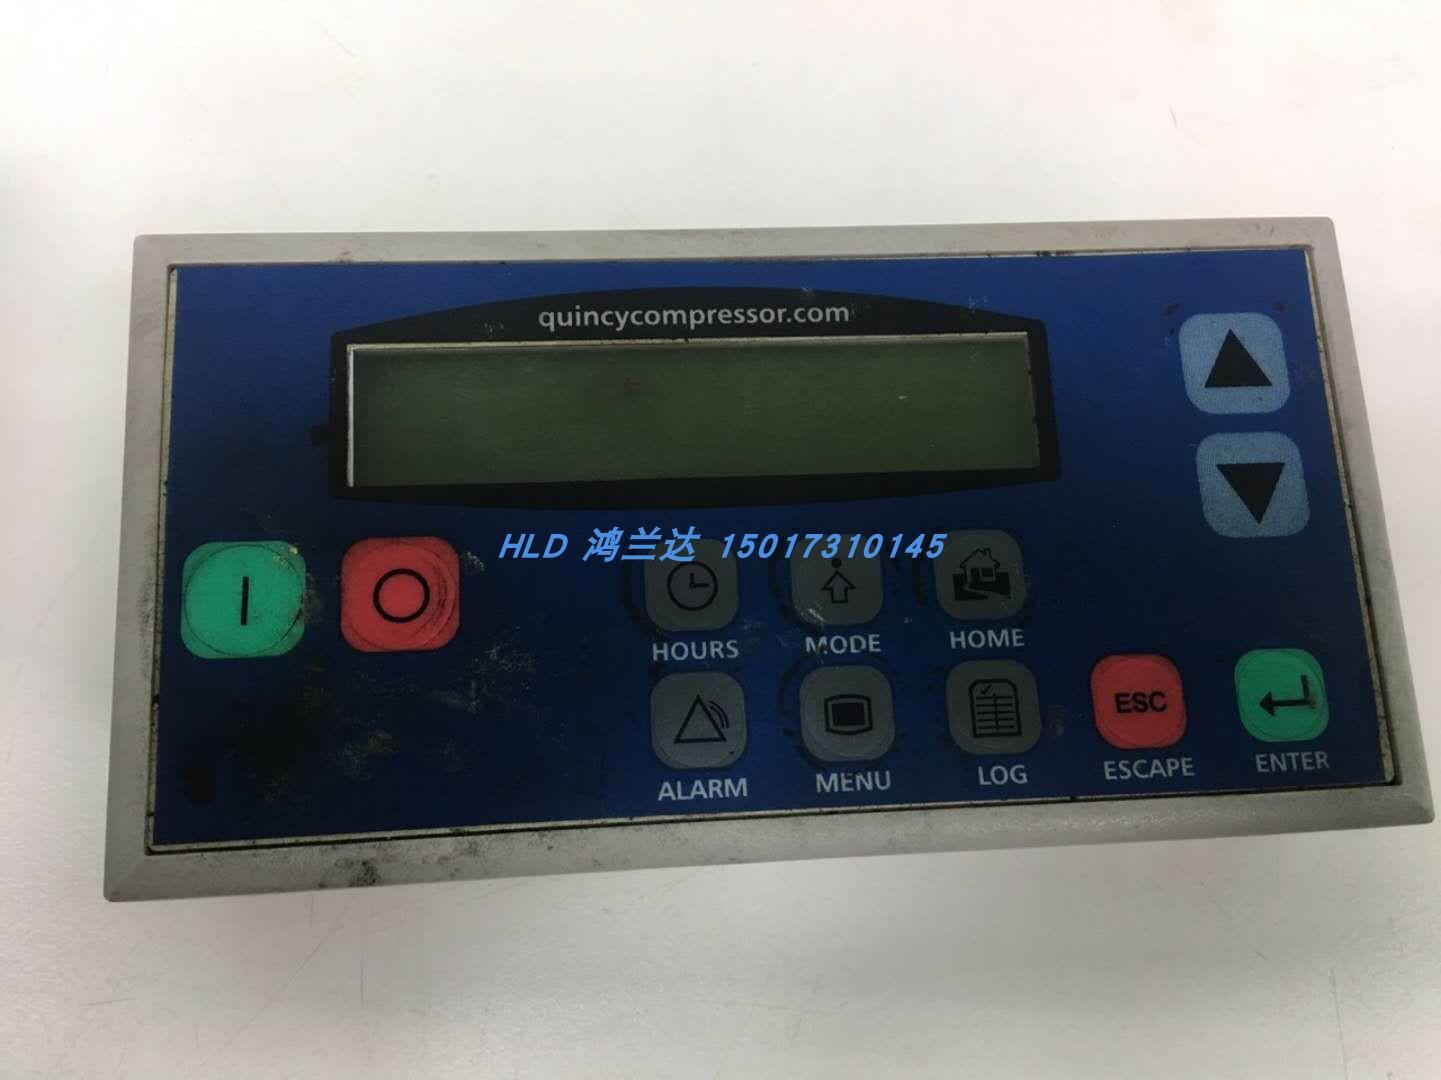 quincycompressor.com
HLD 鸿兰达 15017310145
HOURS MODE HOME
ESC
ALARM MENU LOG ESCAPE ENTER